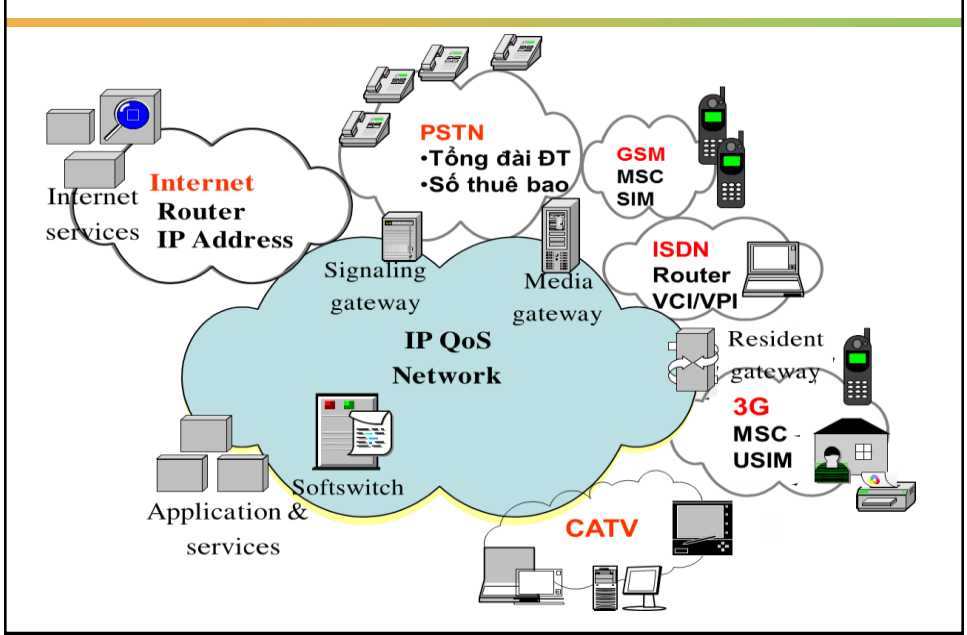 PSTN
•Tổng đài ĐT
•Số thuê bao
GSM
MSC
SIM
Internet
Router
IP Address
Internet
services
ISDN
Router
VCI/VPI
Signaling
gateway
Media
gateway
IP QoS
Network
Resident
gateway
3G
MSC
USIM
Softswitch
Application &
services
CATV